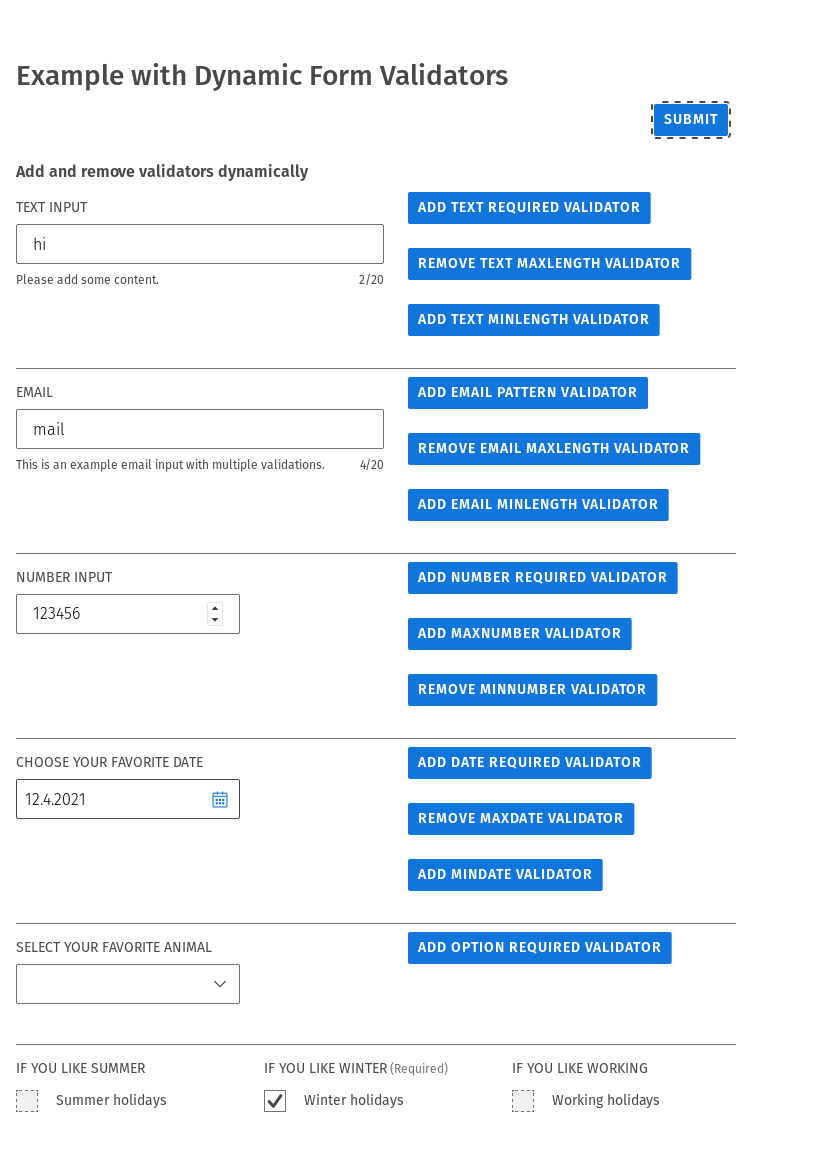 Example with Dynamic Form Validators
SUBMIT
Add and remove validators dynamically
TEXT INPUT
hi
Please add some content. 2/20
ADD TEXT REQUIRED VALIDATOR
REMOVE TEXT MAXLENGTH VALIDATOR
ADD TEXT MINLENGTH VALIDATOR
EMAIL
mail
This is an example email input with multiple validations. 4/20
ADD EMAIL PATTERN VALIDATOR
REMOVE EMAIL MAXLENGTH VALIDATOR
ADD EMAIL MINLENGTH VALIDATOR
NUMBER INPUT
123456
ADD NUMBER REQUIRED VALIDATOR
ADD MAXNUMBER VALIDATOR
REMOVE MINNUMBER VALIDATOR
CHOOSE YOUR FAVORITE DATE
12.4.2021
ADD DATE REQUIRED VALIDATOR
REMOVE MAXDATE VALIDATOR
ADD MINDATE VALIDATOR
SELECT YOUR FAVORITE ANIMAL
ADD OPTION REQUIRED VALIDATOR
IF YOU LIKE SUMMER
Summer holidays
IF YOU LIKE WINTER (Required)
Winter holidays
IF YOU LIKE WORKING
Working holidays